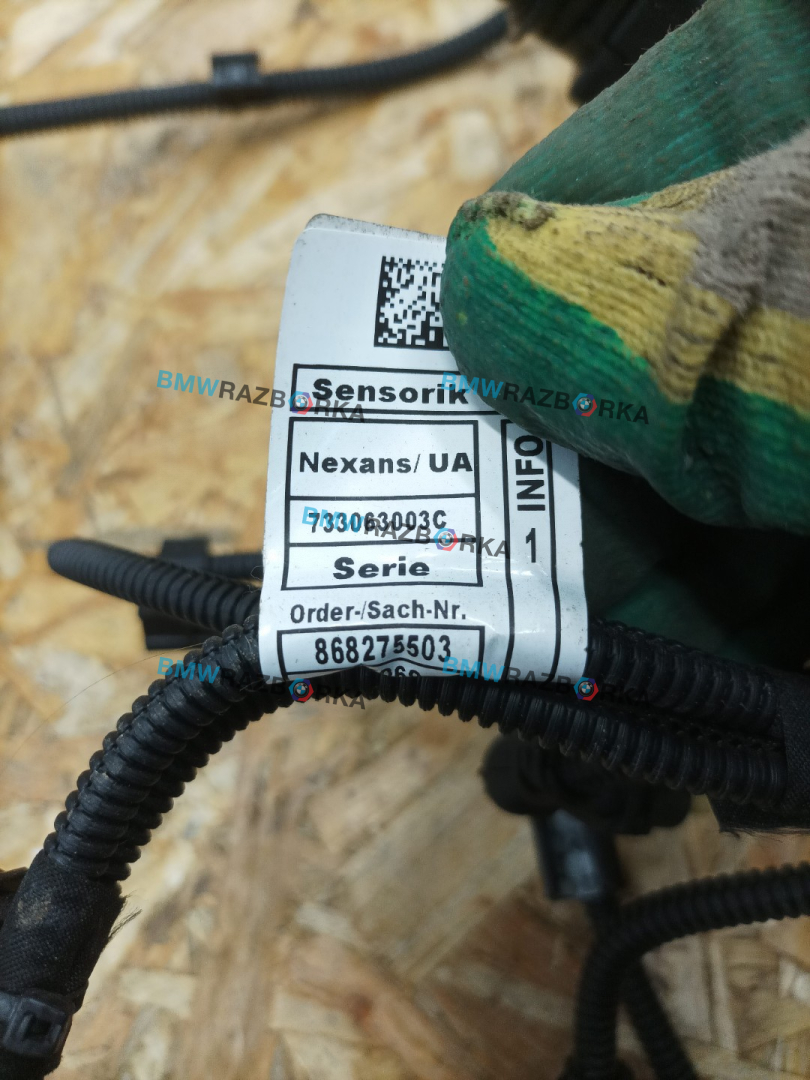 Sensorik
Nexans/ UA
733063003C
Serie
INFO
1
Order-/Sach-Nr.
868275503
BMWRAZBORKA
BMWRAZBORKA
BMWRAZBORKA
BMWRAZBORKA
BMWRAZBORKA